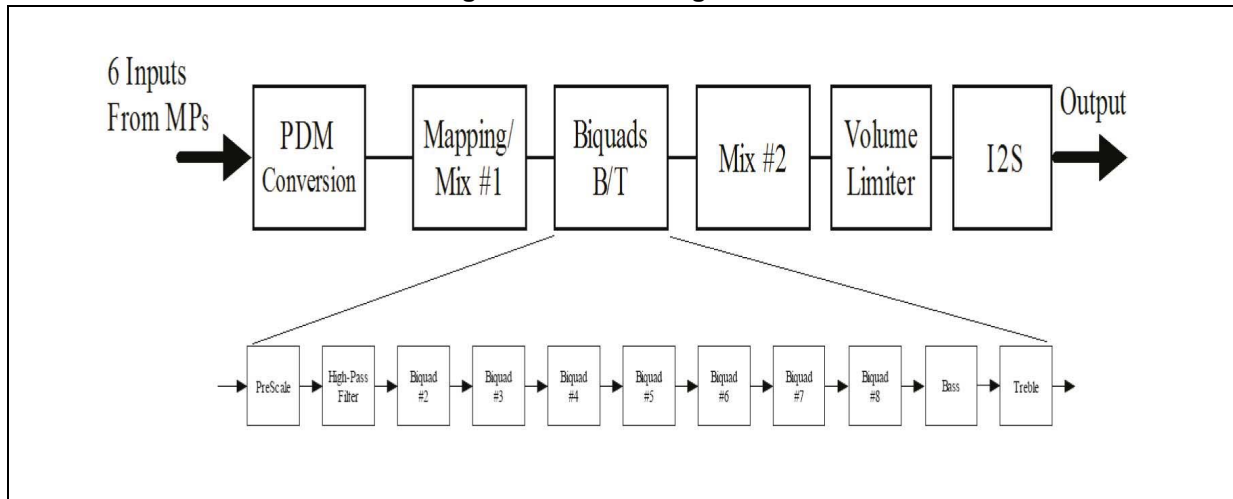 6 Inputs
From MPs
PDM
Conversion
Mapping/
Mix #1
Biquads
B/T
Mix #2
Volume
Limiter
I2S
Output
PreScale
High-Pass
Filter
Biquad
#2
Biquad
#3
Biquad
#4
Biquad
#5
Biquad
#6
Biquad
#7
Biquad
#8
Bass
Treble